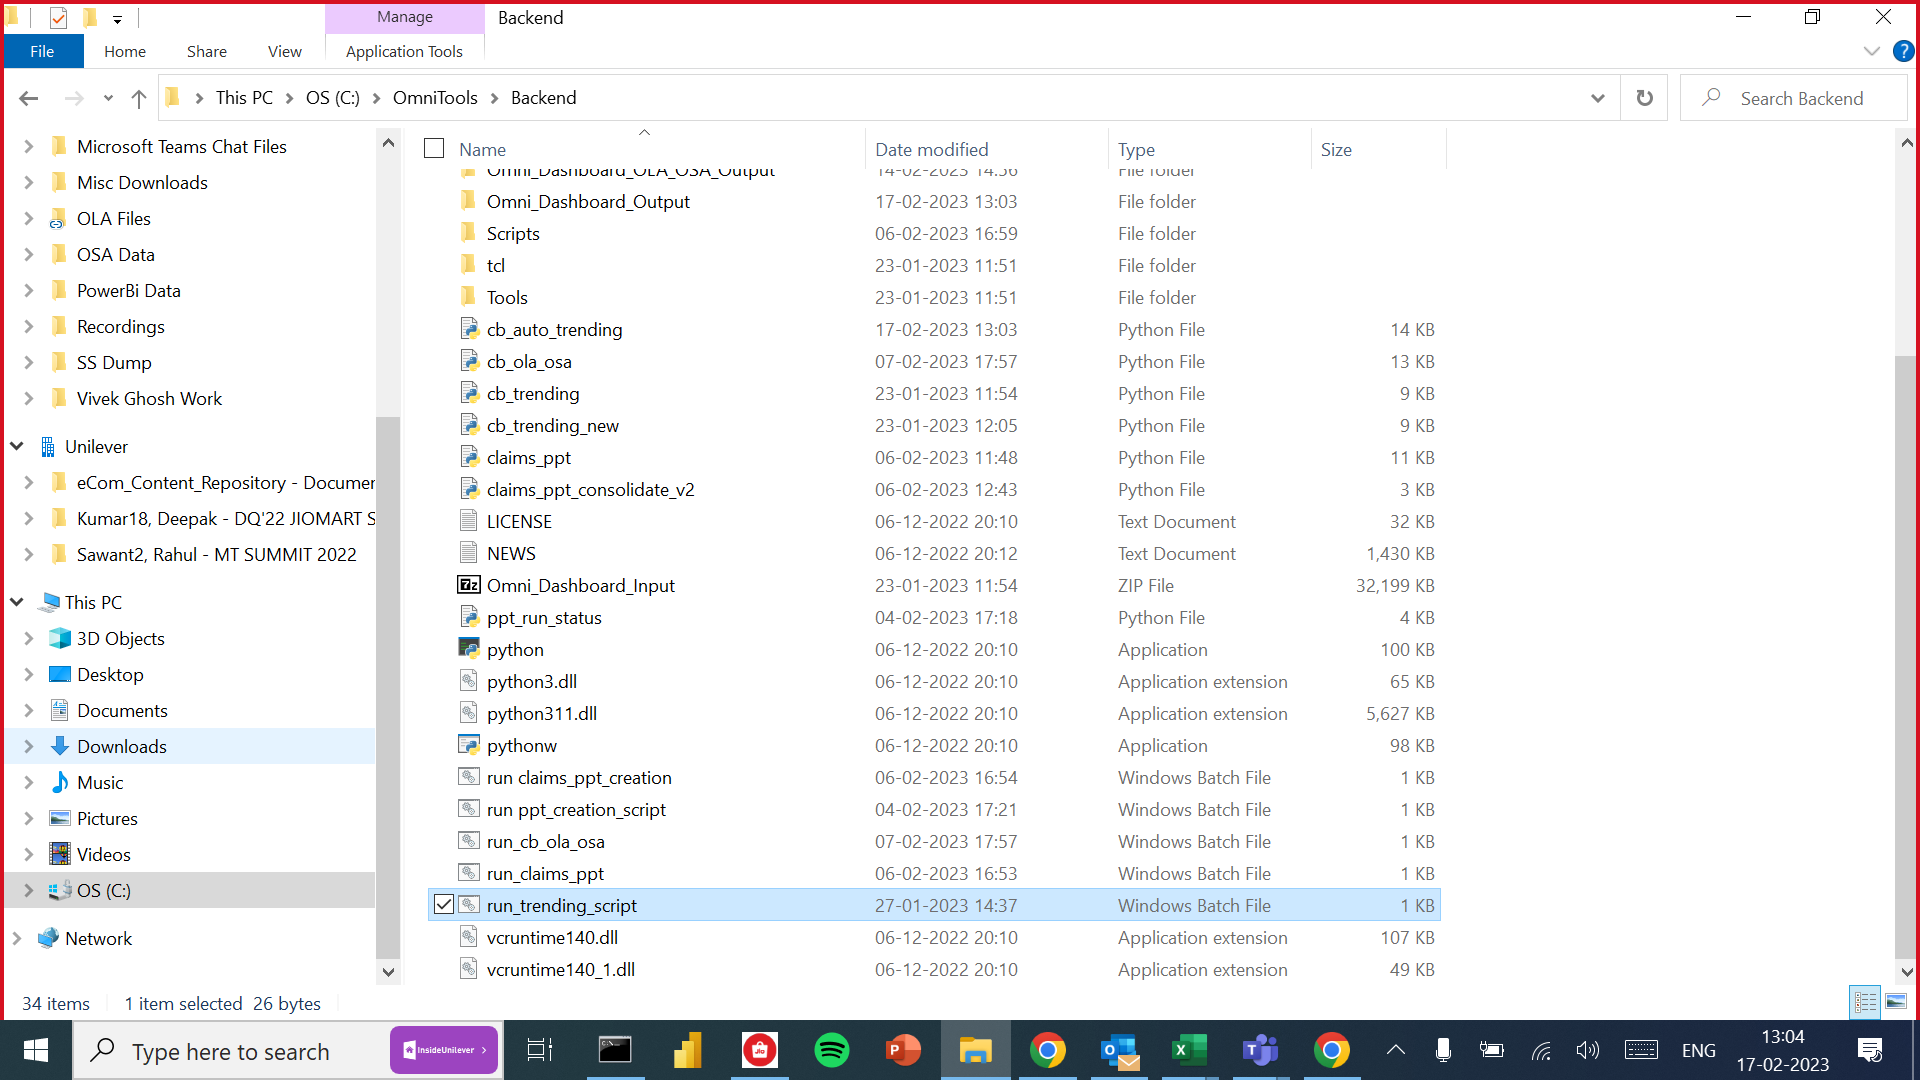 Manage
Backend
File
Home
Share
View
Application Tools
This PC
OS (C:)
OmniTools
Backend
Search Backend
Microsoft Teams Chat Files
Misc Downloads
OLA Files
OSA Data
PowerBi Data
Recordings
SS Dump
Vivek Ghosh Work
Unilever
eCom_Content_Repository - Documer
Kumar18, Deepak - DQ'22 JIOMART S
Sawant2, Rahul - MT SUMMIT 2022
This PC
3D Objects
Desktop
Documents
Downloads
Music
Pictures
Videos
OS (C:)
Network
Name Date modified Type Size
Omni_Dashboard_OLA_OSA_Output 14-02-2023 14:56 File folder
Omni_Dashboard_Output 17-02-2023 13:03 File folder
Scripts 06-02-2023 16:59 File folder
tcl 23-01-2023 11:51 File folder
Tools 23-01-2023 11:51 File folder
cb_auto_trending 17-02-2023 13:03 Python File 14 KB
cb_ola_osa 07-02-2023 17:57 Python File 13 KB
cb_trending 23-01-2023 11:54 Python File 9 KB
cb_trending_new 23-01-2023 12:05 Python File 9 KB
claims_ppt 06-02-2023 11:48 Python File 11 KB
claims_ppt_consolidate_v2 06-02-2023 12:43 Python File 3 KB
LICENSE 06-12-2022 20:10 Text Document 32 KB
NEWS 06-12-2022 20:12 Text Document 1,430 KB
Omni_Dashboard_Input 23-01-2023 11:54 ZIP File 32,199 KB
ppt_run_status 04-02-2023 17:18 Python File 4 KB
python 06-12-2022 20:10 Application 100 KB
python3.dll 06-12-2022 20:10 Application extension 65 KB
python311.dll 06-12-2022 20:10 Application extension 5,627 KB
pythonw 06-12-2022 20:10 Application 98 KB
run claims_ppt_creation 06-02-2023 16:54 Windows Batch File 1 KB
run ppt_creation_script 04-02-2023 17:21 Windows Batch File 1 KB
run_cb_ola_osa 07-02-2023 17:57 Windows Batch File 1 KB
run_claims_ppt 06-02-2023 16:53 Windows Batch File 1 KB
run_trending_script 27-01-2023 14:37 Windows Batch File 1 KB
vcruntime140.dll 06-12-2022 20:10 Application extension 107 KB
vcruntime140_1.dll 06-12-2022 20:10 Application extension 49 KB
34 items 1 item selected 26 bytes
Type here to search
InsideUnilever
ENG
13:04
17-02-2023